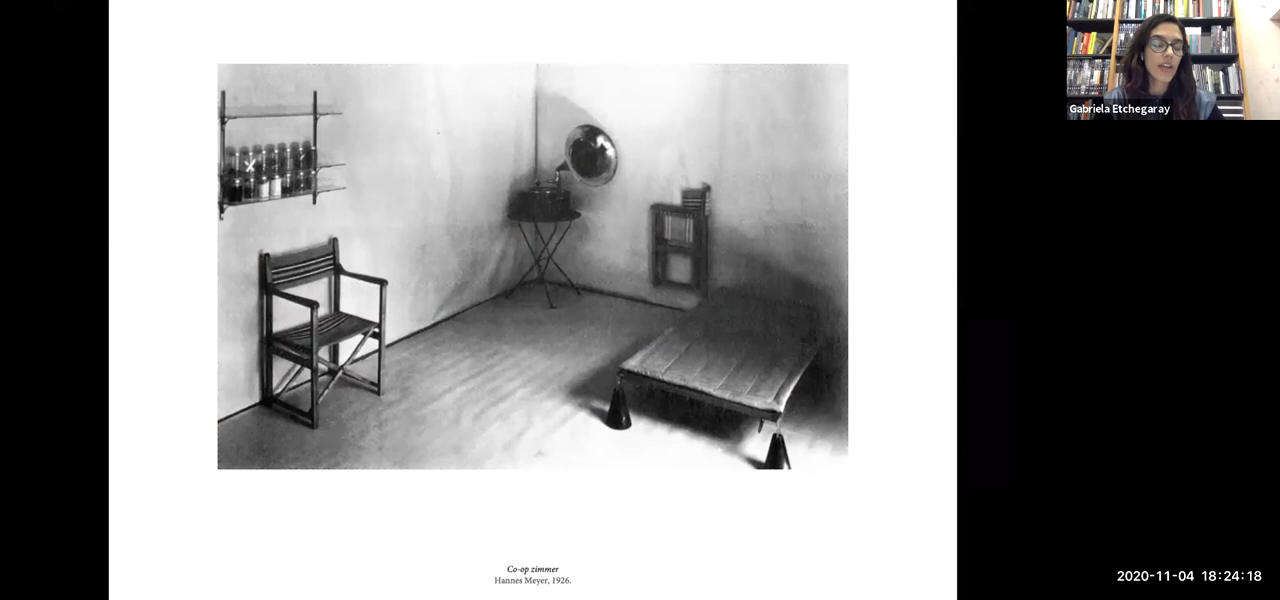 Gabriela Etchegaray
Co-op zimmer
Hannes Meyer, 1926.
2020-11-04 18:24:18